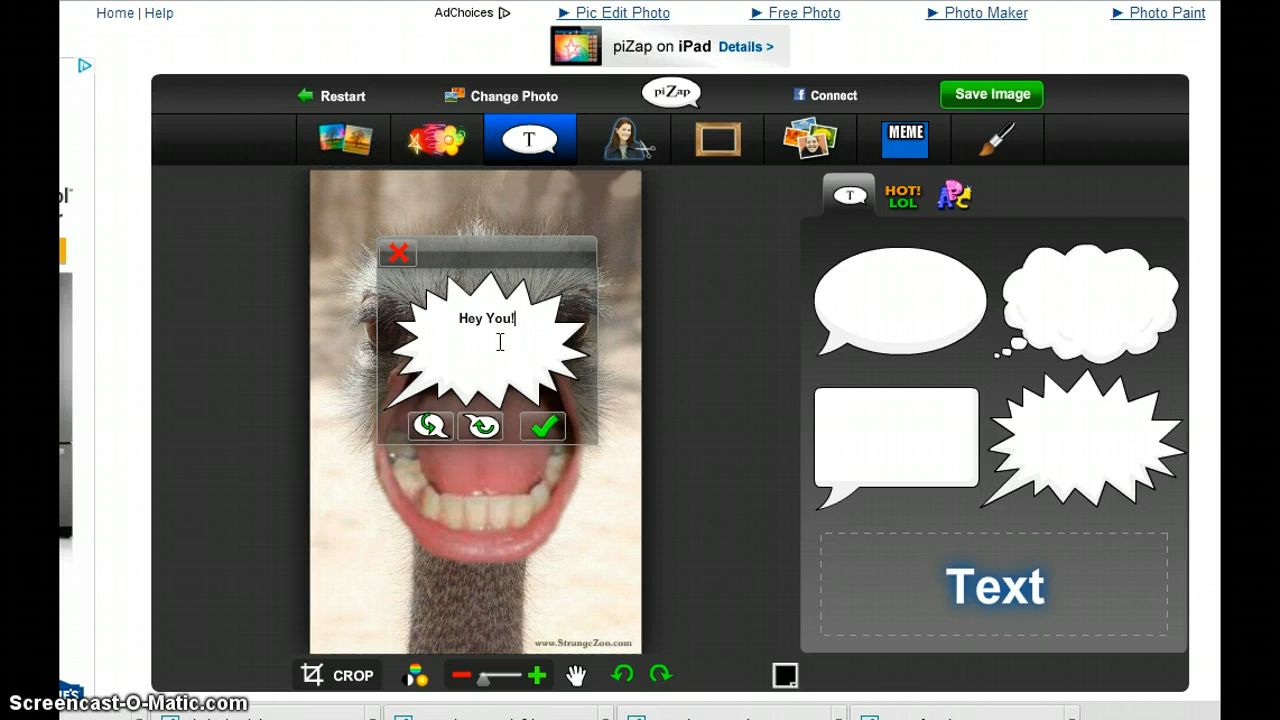 Home | Help
AdChoices
► Pic Edit Photo
► Free Photo
► Photo Maker
► Photo Paint
piZap on iPad Details >
Restart
Change Photo
piZap
Connect
Save Image
T
MEME
T
HOT!
LOL
ABC
Hey You!
Text
www.StrangeZoo.com
CROP
Screencast-O-Matic.com